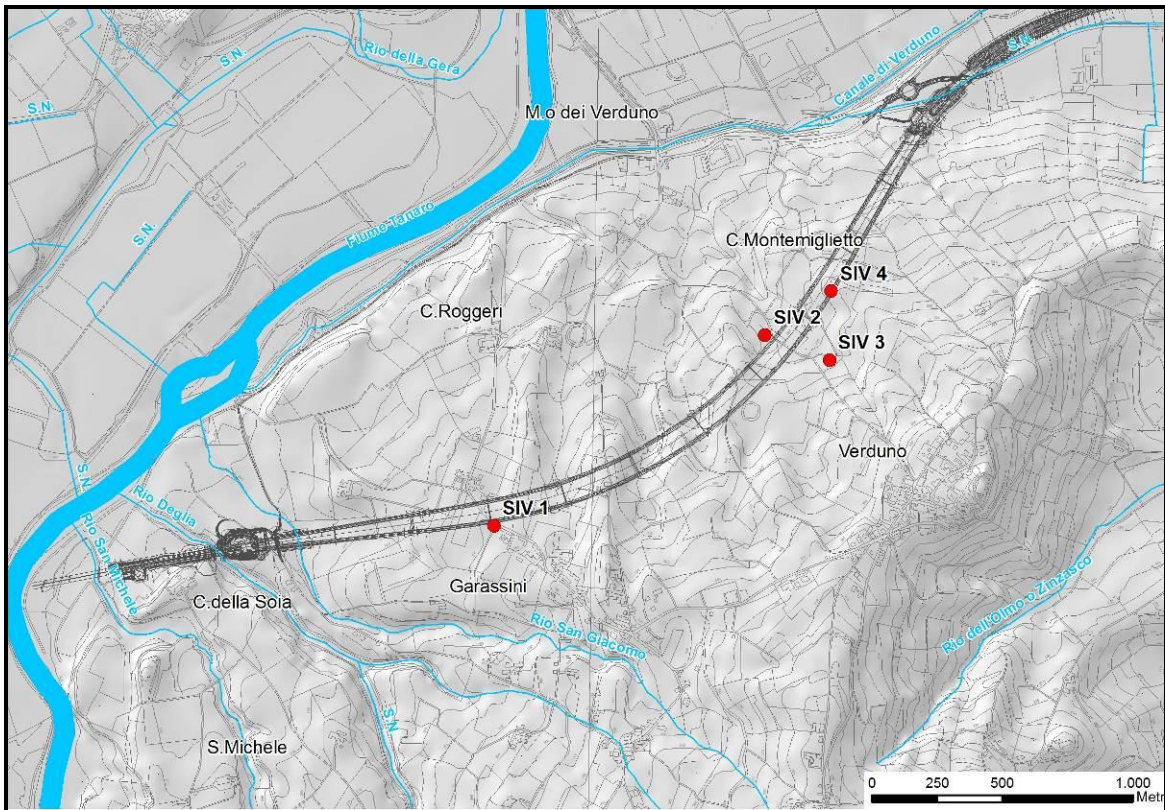 Rio della Gera
S.N.
S.N.
Canale di Verduno
S.N.
M.o dei Verduno
S.N.
Fiume Tanaro
C.Montemiglietto
SIV 4
C.Roggeri
SIV 2
SIV 3
Verduno
S.N.
Rio Deglia
SIV 1
Rio San Michele
Garassini
C.della Soia
Rio dell'Olmo o Zinzasco
Rio San Giacomo
S.N
S.Michele
0 250 500 1.000
Metri